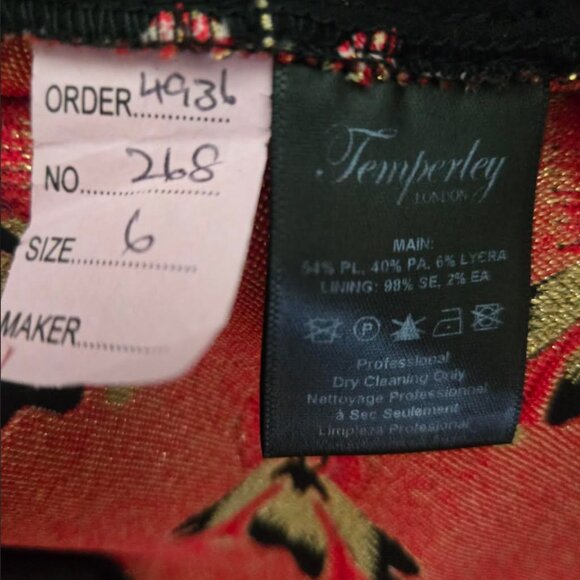 ORDER 4936
NO. 268
SIZE 6
MAKER
Temperley
LONDON
MAIN:
54% PL, 40% PA, 6% LYCRA
LINING: 98% SE, 2% EA
P
Professional
Dry Cleaning Only
Nettoyage Professionnel
à Sec Seulement
Limpieza Profesional